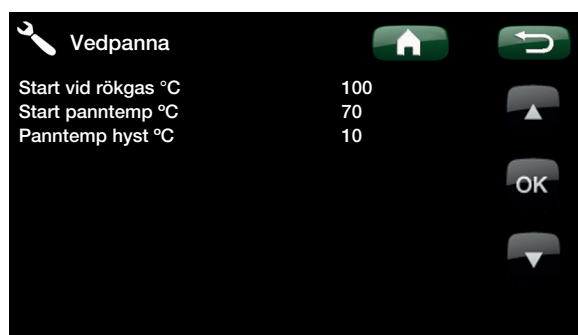 Vedpanna
Start vid rökgas °C 100
Start panntemp ºC 70
Panntemp hyst ºC 10
OK